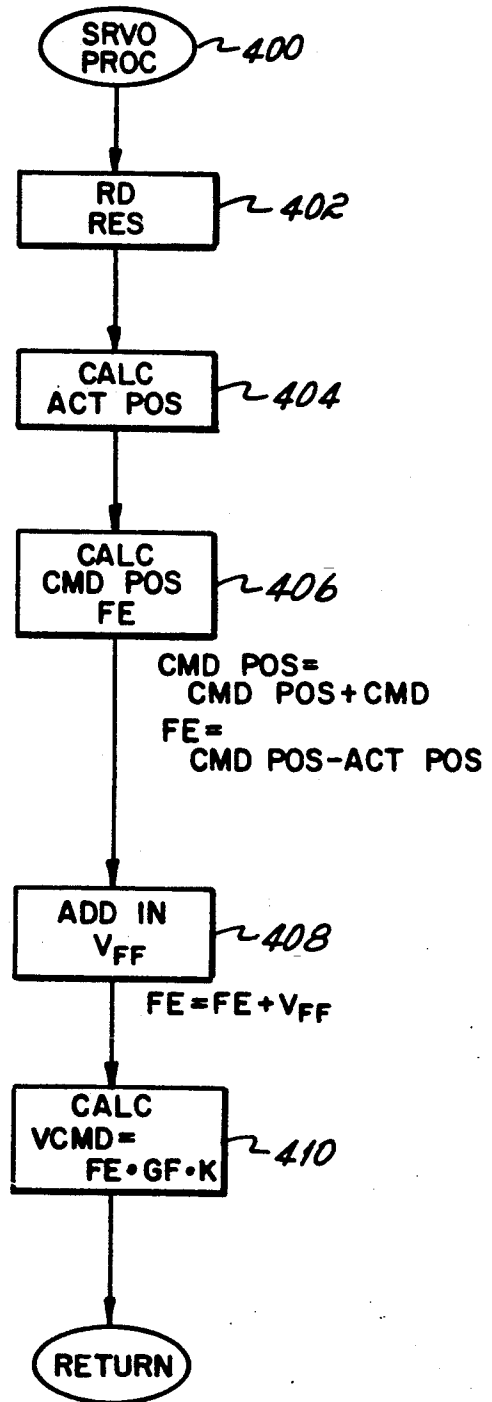 SRVO
PROC
400
RD
RES
402
CALC
ACT POS
404
CALC
CMD POS
FE
406
CMD POS=
CMD POS+CMD
FE=
CMD POS-ACT POS
ADD IN
VFF
408
FE=FE+VFF
CALC
VCMD=
FE•GF•K
410
RETURN